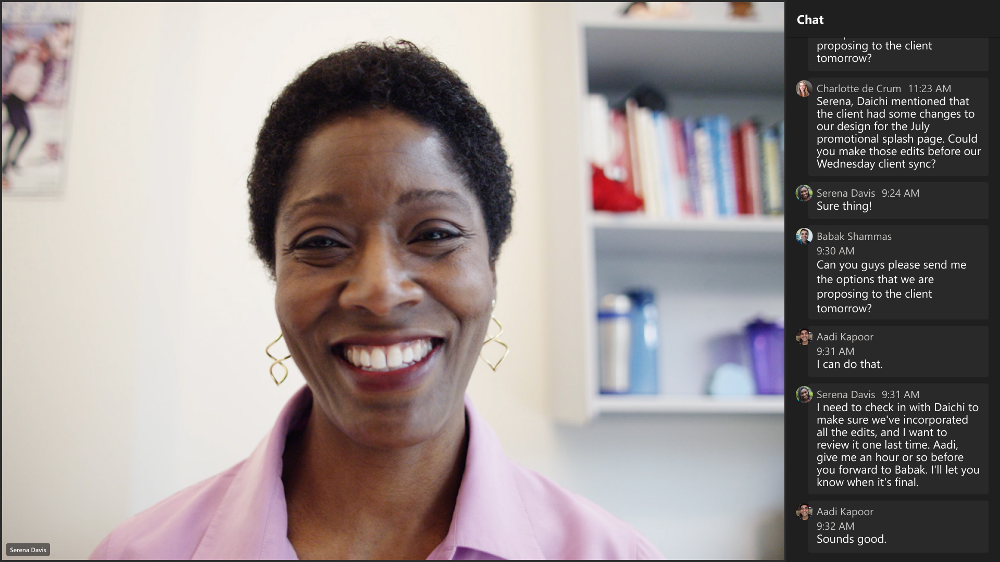 Chat
proposing to the client
tomorrow?
Charlotte de Crum 11:23 AM
Serena, Daichi mentioned that
the client had some changes to
our design for the July
promotional splash page. Could
you make those edits before our
Wednesday client sync?
Serena Davis 9:24 AM
Sure thing!
Babak Shammas
9:30 AM
Can you guys please send me
the options that we are
proposing to the client
tomorrow?
Aadi Kapoor
9:31 AM
I can do that.
Serena Davis 9:31 AM
I need to check in with Daichi to
make sure we've incorporated
all the edits, and I want to
review it one last time. Aadi,
give me an hour or so before
you forward to Babak. I'll let you
know when it's final.
Aadi Kapoor
9:32 AM
Sounds good.
Serena Davis